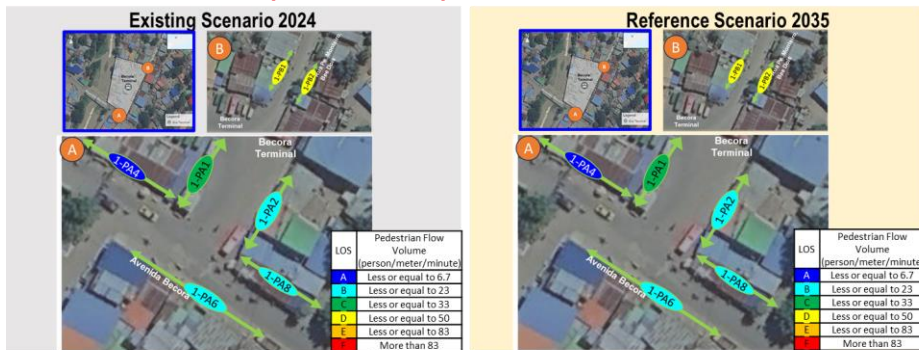 Existing Scenario 2024
B
Becora
Terminal
B
A
1-PB1
1-PB2
Becora
Terminal
A
Becora
Terminal
1-PA4
1-PA1
1-PA2
1-PA8
Avenida Becora
1-PA6
LOS
Pedestrian Flow
Volume
(person/meter/minute)
A Less or equal to 6.7
B Less or equal to 23
C Less or equal to 33
D Less or equal to 50
E Less or equal to 83
F More than 83
Reference Scenario 2035
B
Becora
Terminal
B
A
1-PB1
1-PB2
Becora
Terminal
A
Becora
Terminal
1-PA4
1-PA1
1-PA2
1-PA8
Avenida Becora
1-PA6
LOS
Pedestrian Flow
Volume
(person/meter/minute)
A Less or equal to 6.7
B Less or equal to 23
C Less or equal to 33
D Less or equal to 50
E Less or equal to 83
F More than 83